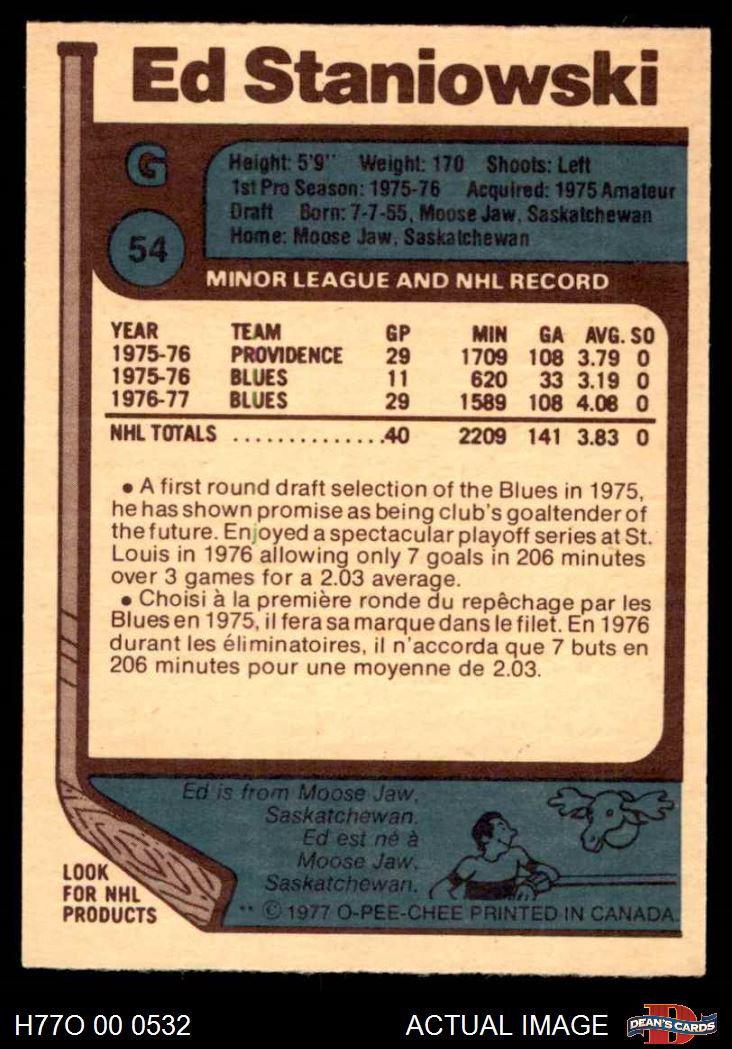 Ed Staniowski
G
Height: 5'9" Weight: 170 Shoots: Left
1st Pro Season: 1975-76 Acquired: 1975 Amateur
Draft Born: 7-7-55, Moose Jaw, Saskatchewan
Home: Moose Jaw, Saskatchewan
54
MINOR LEAGUE AND NHL RECORD
YEAR TEAM GP MIN GA AVG. SO
1975-76 PROVIDENCE 29 1709 108 3.79 0
1975-76 BLUES 11 620 33 3.19 0
1976-77 BLUES 29 1589 108 4.08 0
NHL TOTALS ..............40 2209 141 3.83 0
• A first round draft selection of the Blues in 1975,
he has shown promise as being club's goaltender of
the future. Enjoyed a spectacular playoff series at St.
Louis in 1976 allowing only 7 goals in 206 minutes
over 3 games for a 2.03 average.
• Choisi à la première ronde du repêchage par les
Blues en 1975, il fera sa marque dans le filet. En 1976
durant les éliminatoires, il n'accorda que 7 buts en
206 minutes pour une moyenne de 2.03.
Ed is from Moose Jaw,
Saskatchewan.
Ed est né à
Moose Jaw,
Saskatchewan.
LOOK
FOR NHL
PRODUCTS
** © 1977 O-PEE-CHEE PRINTED IN CANADA.
H77O 00 0532 ACTUAL IMAGE
D
DEAN'S CARDS